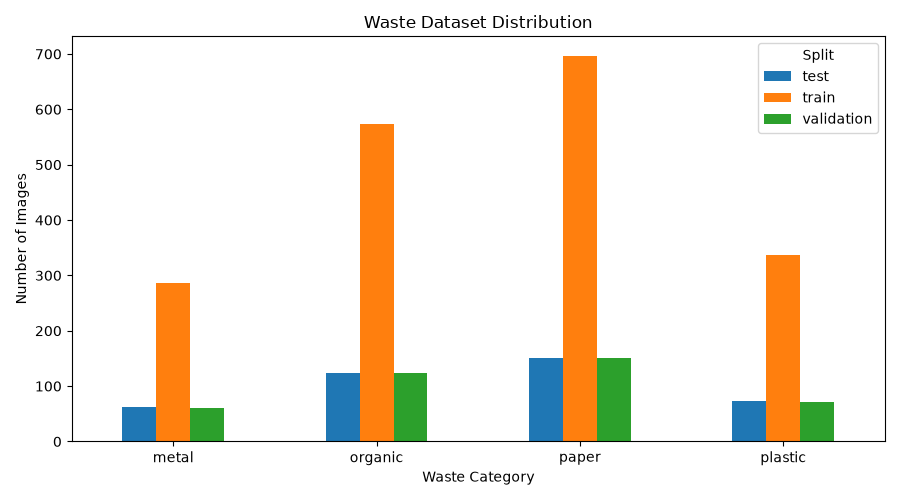 Waste Dataset Distribution
Number of Images
700
600
500
400
300
200
100
0
Split
test
train
validation
metal
organic
paper
plastic
Waste Category